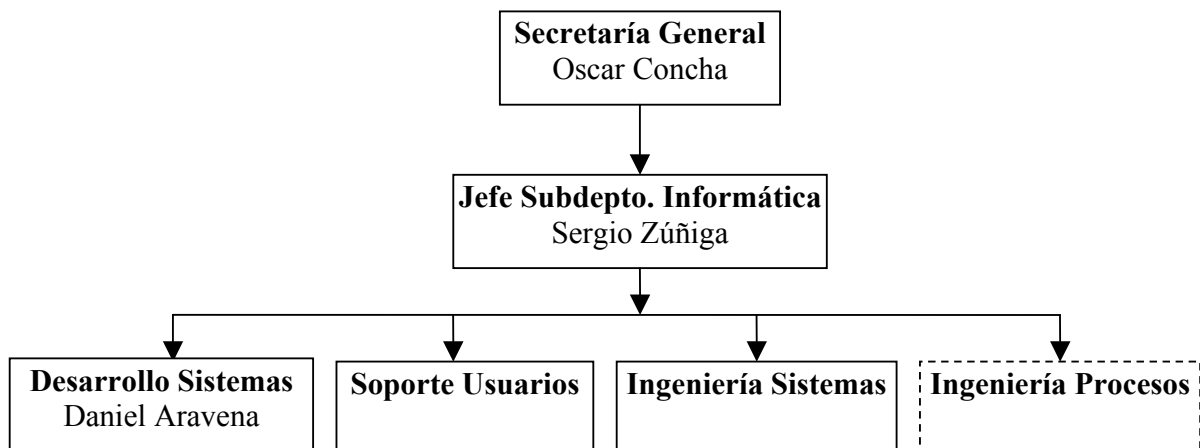 Secretaría General
Oscar Concha
Jefe Subdepto. Informática
Sergio Zúñiga
Desarrollo Sistemas
Daniel Aravena
Soporte Usuarios
Ingeniería Sistemas
Ingeniería Procesos